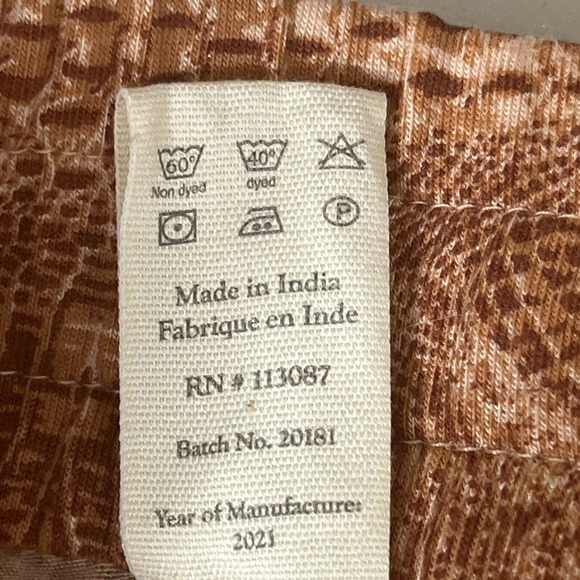 60° 40°
Non dyed dyed
P
Made in India
Fabrique en Inde
RN # 113087
Batch No. 20181
Year of Manufacture:
2021